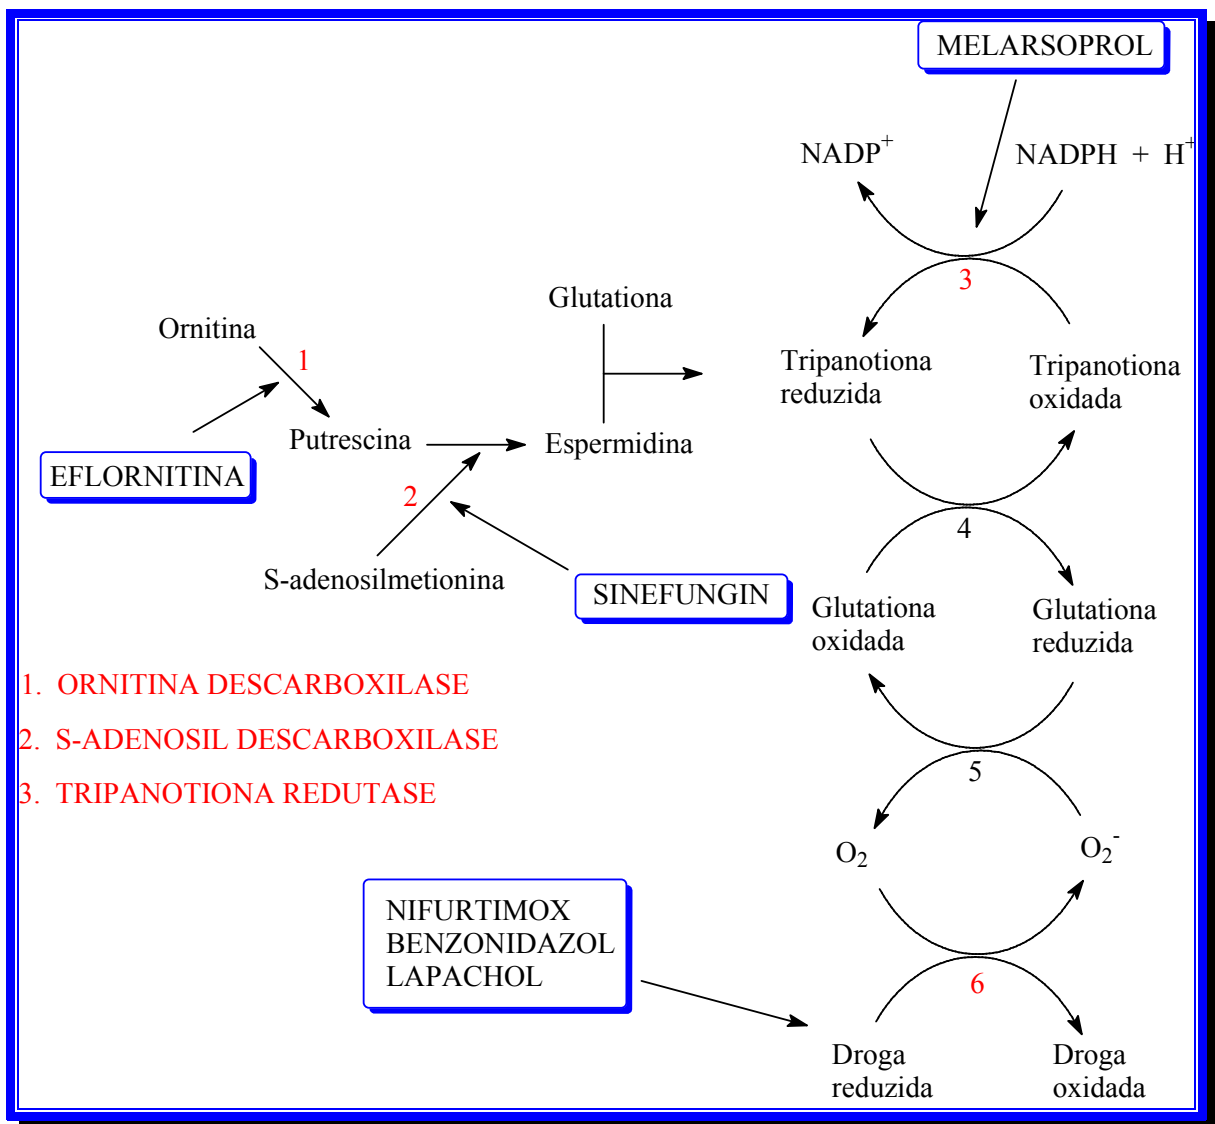 MELARSOPROL
NADP+
NADPH + H+
3
Glutationa
Ornitina
1
Tripanotiona
reduzida
Tripanotiona
oxidada
Putrescina
Espermidina
EFLORNITINA
2
4
S-adenosilmetionina
SINEFUNGIN
Glutationa
oxidada
Glutationa
reduzida
1. ORNITINA DESCARBOXILASE
2. S-ADENOSIL DESCARBOXILASE
3. TRIPANOTIONA REDUTASE
5
O2
O2-
NIFURTIMOX
BENZONIDAZOL
LAPACHOL
6
Droga
reduzida
Droga
oxidada